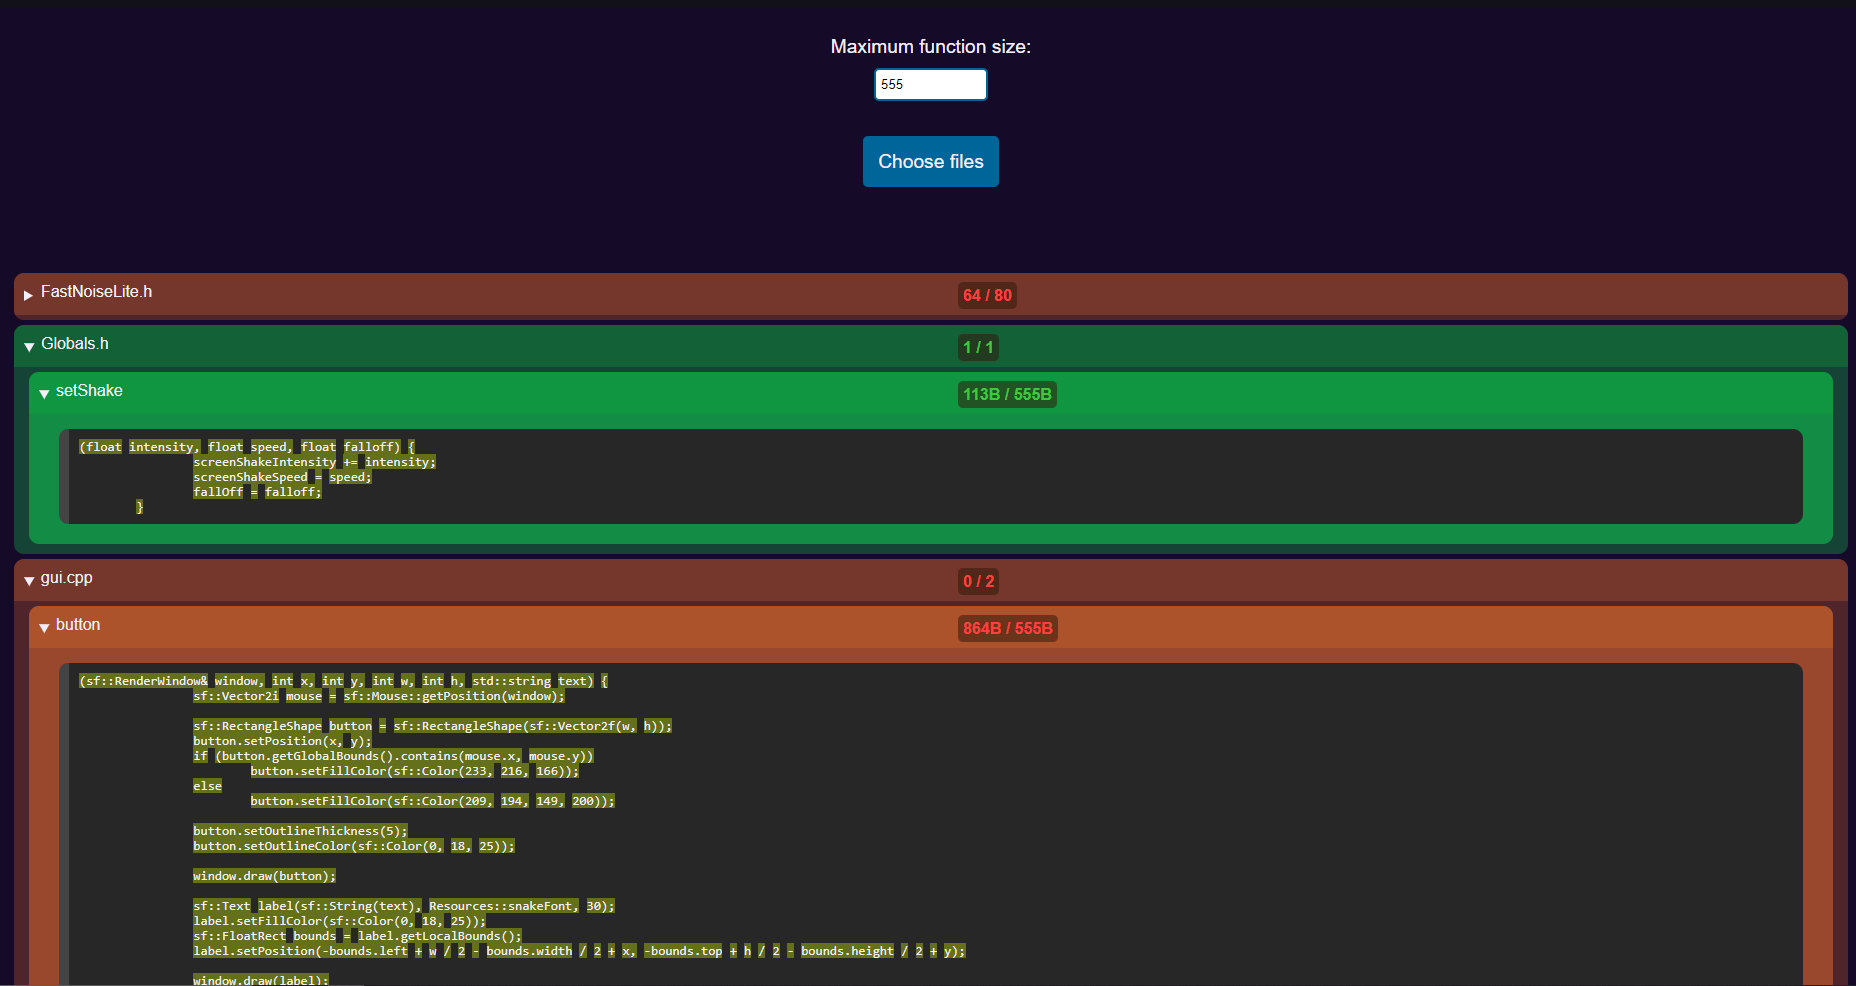 Maximum function size:
555
Choose files
FastNoiseLite.h 64 / 80
Globals.h 1 / 1
setShake 113B / 555B
(float intensity, float speed, float falloff) {
screenShakeIntensity += intensity;
screenShakeSpeed = speed;
fallOff = falloff;
}
gui.cpp 0 / 2
button 864B / 555B
(sf::RenderWindow& window, int x, int y, int w, int h, std::string text) {
sf::Vector2i mouse = sf::Mouse::getPosition(window);
sf::RectangleShape button = sf::RectangleShape(sf::Vector2f(w, h));
button.setPosition(x, y);
if (button.getGlobalBounds().contains(mouse.x, mouse.y))
button.setFillColor(sf::Color(233, 216, 166));
else
button.setFillColor(sf::Color(209, 194, 149, 200));
button.setOutlineThickness(5);
button.setOutlineColor(sf::Color(0, 18, 25));
window.draw(button);
sf::Text label(sf::String(text), Resources::snakeFont, 30);
label.setFillColor(sf::Color(0, 18, 25));
sf::FloatRect bounds = label.getLocalBounds();
label.setPosition(-bounds.left + w / 2 - bounds.width / 2 + x, -bounds.top + h / 2 - bounds.height / 2 + y);
window.draw(label);